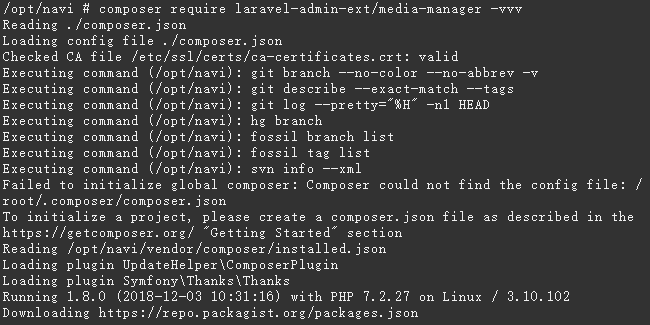 /opt/navi # composer require laravel-admin-ext/media-manager -vvv
Reading ./composer.json
Loading config file ./composer.json
Checked CA file /etc/ssl/certs/ca-certificates.crt: valid
Executing command (/opt/navi): git branch --no-color --no-abbrev -v
Executing command (/opt/navi): git describe --exact-match --tags
Executing command (/opt/navi): git log --pretty="%H" -n1 HEAD
Executing command (/opt/navi): hg branch
Executing command (/opt/navi): fossil branch list
Executing command (/opt/navi): fossil tag list
Executing command (/opt/navi): svn info --xml
Failed to initialize global composer: Composer could not find the config file: /
root/.composer/composer.json
To initialize a project, please create a composer.json file as described in the
https://getcomposer.org/ "Getting Started" section
Reading /opt/navi/vendor/composer/installed.json
Loading plugin UpdateHelper\ComposerPlugin
Loading plugin Symfony\Thanks\Thanks
Running 1.8.0 (2018-12-03 10:31:16) with PHP 7.2.27 on Linux / 3.10.102
Downloading https://repo.packagist.org/packages.json